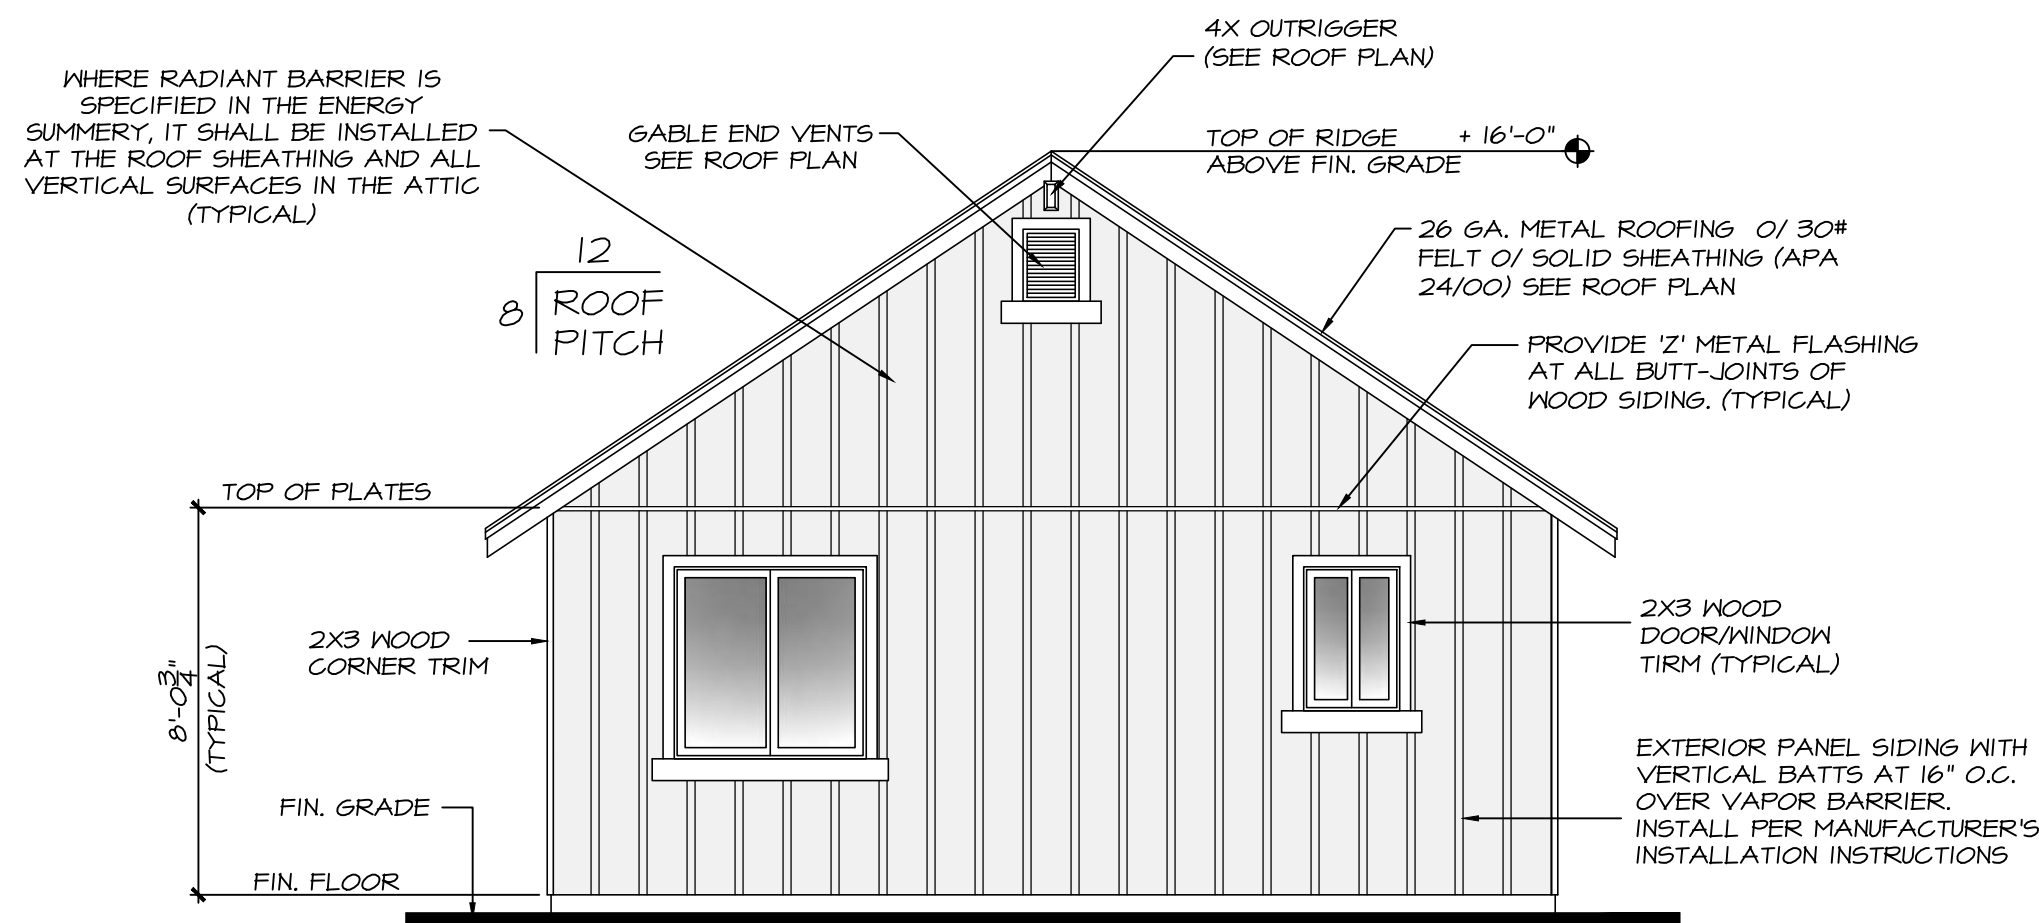 4X OUTRIGGER
(SEE ROOF PLAN)
WHERE RADIANT BARRIER IS
SPECIFIED IN THE ENERGY
SUMMERY, IT SHALL BE INSTALLED
AT THE ROOF SHEATHING AND ALL
VERTICAL SURFACES IN THE ATTIC
(TYPICAL)
GABLE END VENTS
SEE ROOF PLAN
TOP OF RIDGE + 16'-0"
ABOVE FIN. GRADE
26 GA. METAL ROOFING O/ 30#
FELT O/ SOLID SHEATHING (APA
24/00) SEE ROOF PLAN
12
8
ROOF
PITCH
PROVIDE 'Z' METAL FLASHING
AT ALL BUTT-JOINTS OF
WOOD SIDING. (TYPICAL)
TOP OF PLATES
8'-0 3/4"
(TYPICAL)
2X3 WOOD
CORNER TRIM
2X3 WOOD
DOOR/WINDOW
TIRM (TYPICAL)
EXTERIOR PANEL SIDING WITH
VERTICAL BATTS AT 16" O.C.
OVER VAPOR BARRIER.
INSTALL PER MANUFACTURER'S
INSTALLATION INSTRUCTIONS
FIN. GRADE
FIN. FLOOR